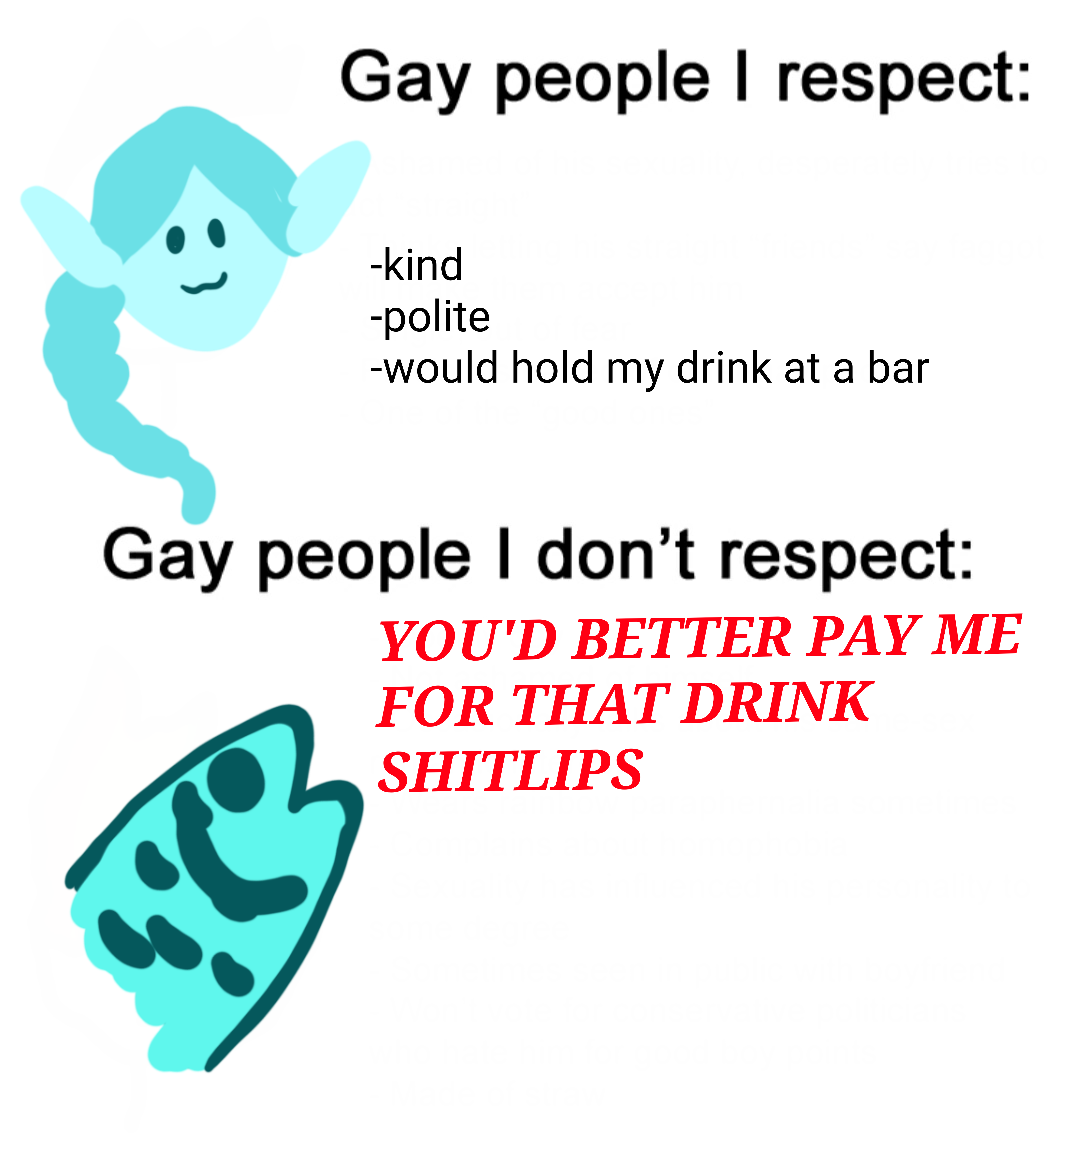 Gay people I respect:
-kind
-polite
-would hold my drink at a bar
Gay people I don’t respect:
YOU'D BETTER PAY ME
FOR THAT DRINK
SHITLIPS